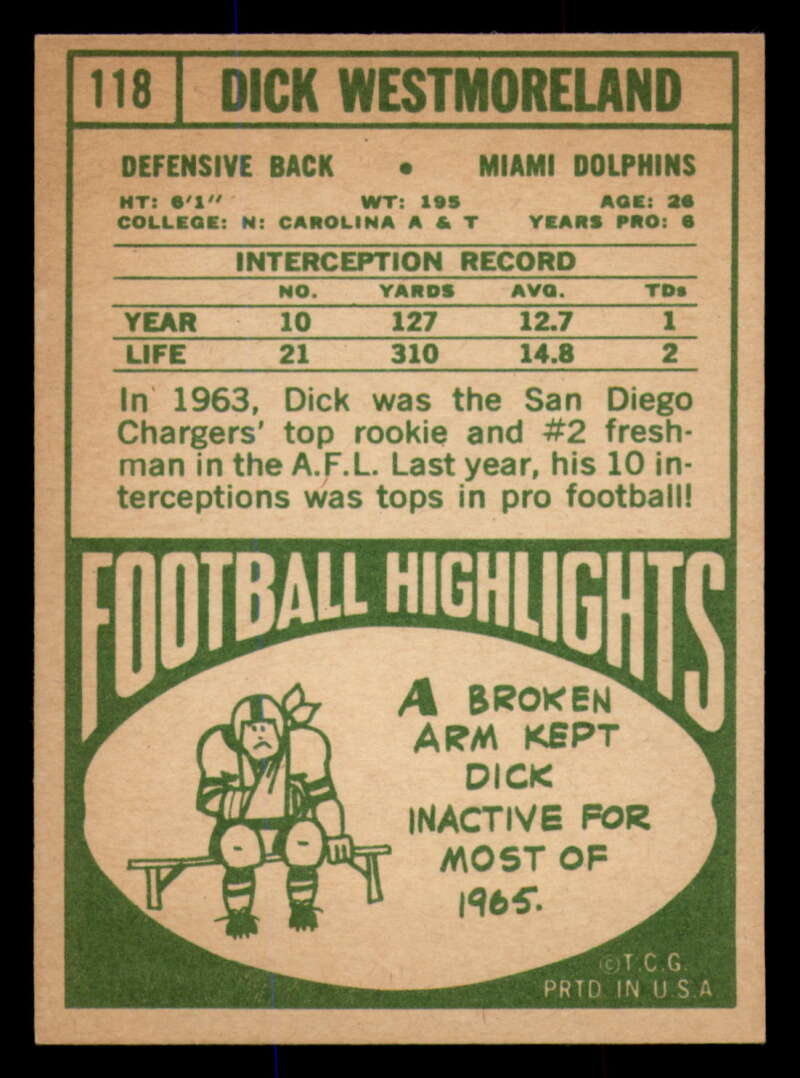 118 DICK WESTMORELAND
DEFENSIVE BACK • MIAMI DOLPHINS
HT: 6'1" WT: 195 AGE: 26
COLLEGE: N: CAROLINA A & T YEARS PRO: 6
INTERCEPTION RECORD
NO. YARDS AVG. TDs
YEAR 10 127 12.7 1
LIFE 21 310 14.8 2
In 1963, Dick was the San Diego
Chargers' top rookie and #2 fresh-
man in the A.F.L. Last year, his 10 in-
terceptions was tops in pro football!
FOOTBALL HIGHLIGHTS
A BROKEN
ARM KEPT
DICK
INACTIVE FOR
MOST OF
1965.
©T.C.G.
PRTD. IN U.S.A